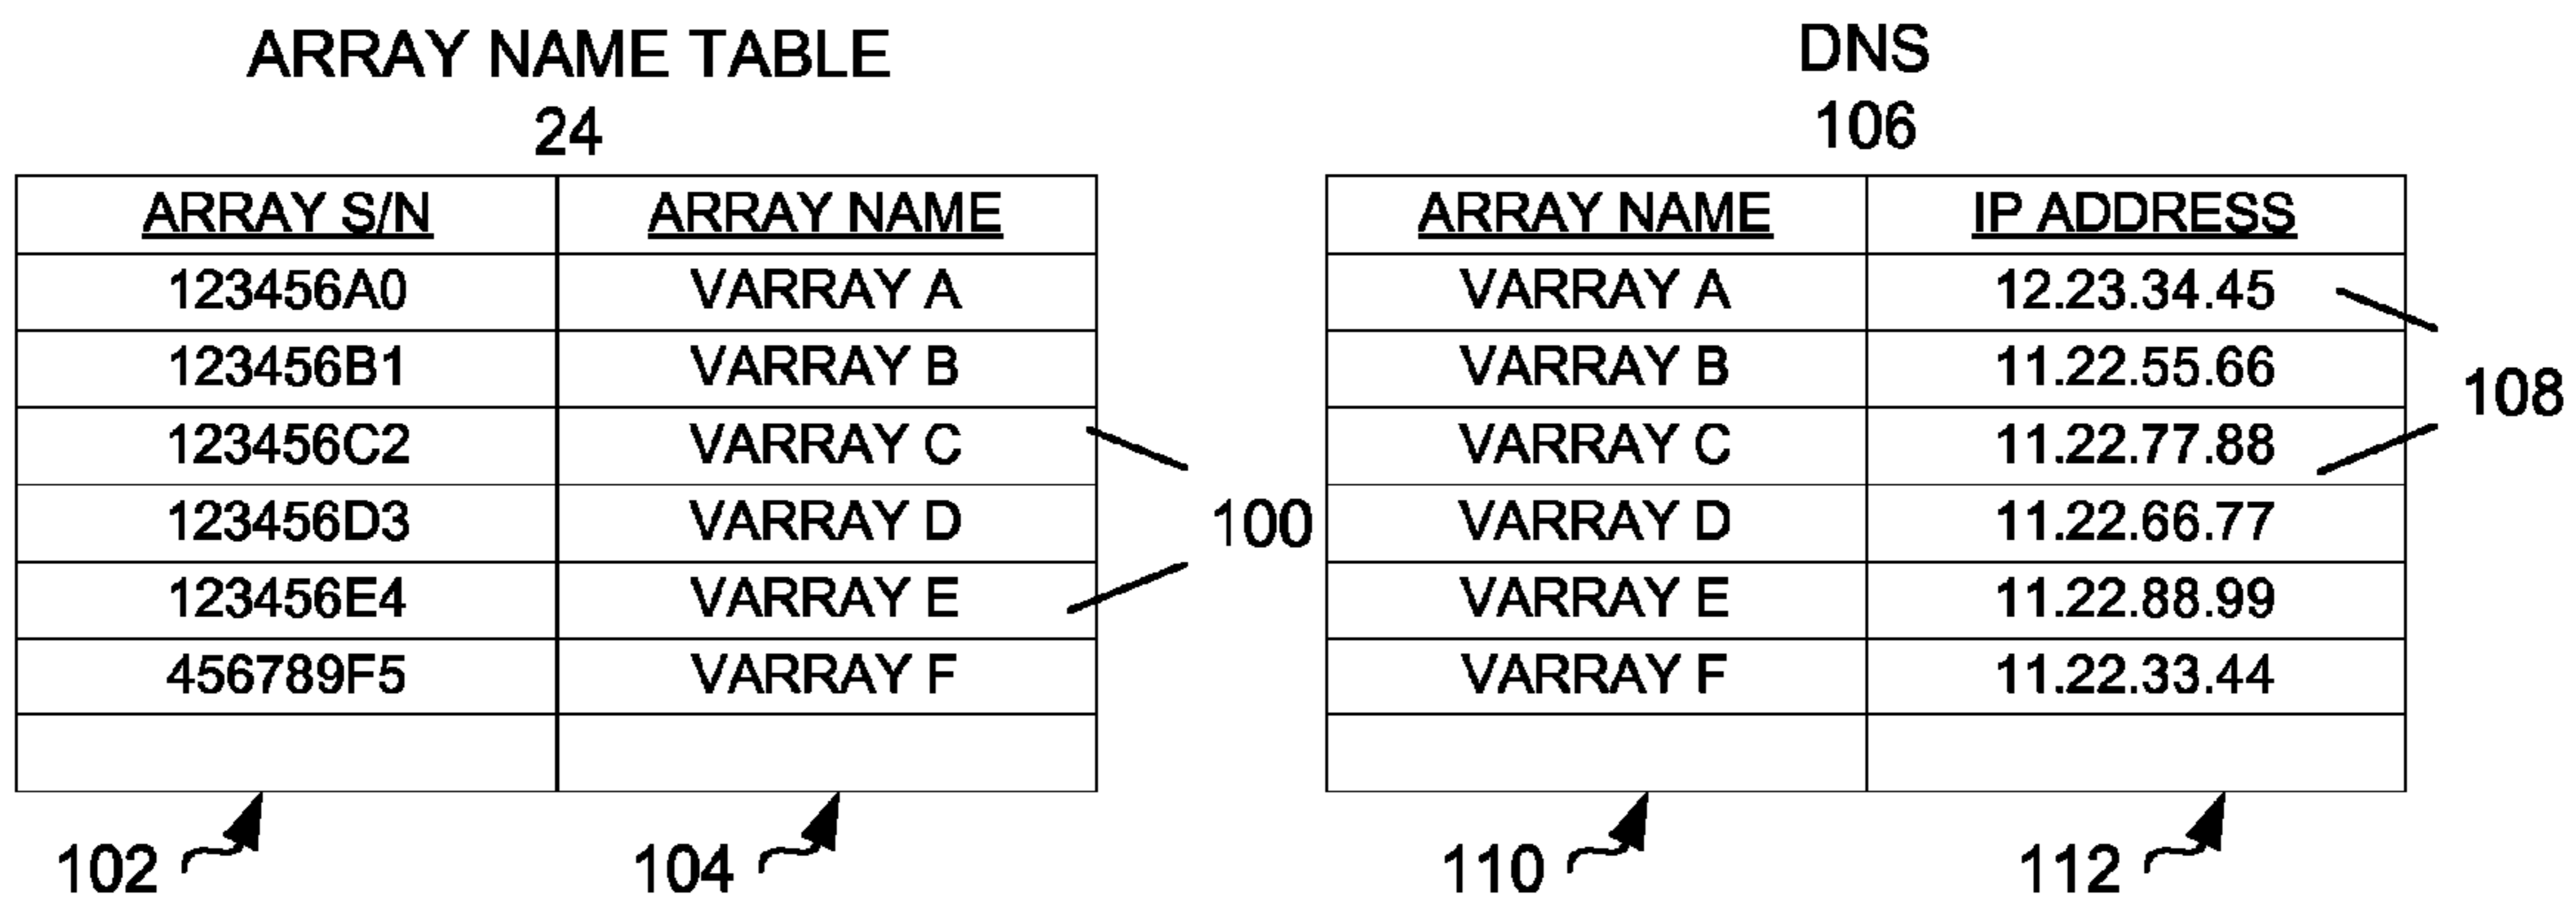 ARRAY NAME TABLE
24
ARRAY S/N ARRAY NAME
123456A0 VARRAY A
123456B1 VARRAY B
123456C2 VARRAY C
123456D3 VARRAY D
123456E4 VARRAY E
456789F5 VARRAY F
100
102 104
DNS
106
ARRAY NAME IP ADDRESS
VARRAY A 12.23.34.45
VARRAY B 11.22.55.66
VARRAY C 11.22.77.88
VARRAY D 11.22.66.77
VARRAY E 11.22.88.99
VARRAY F 11.22.33.44
108
110 112